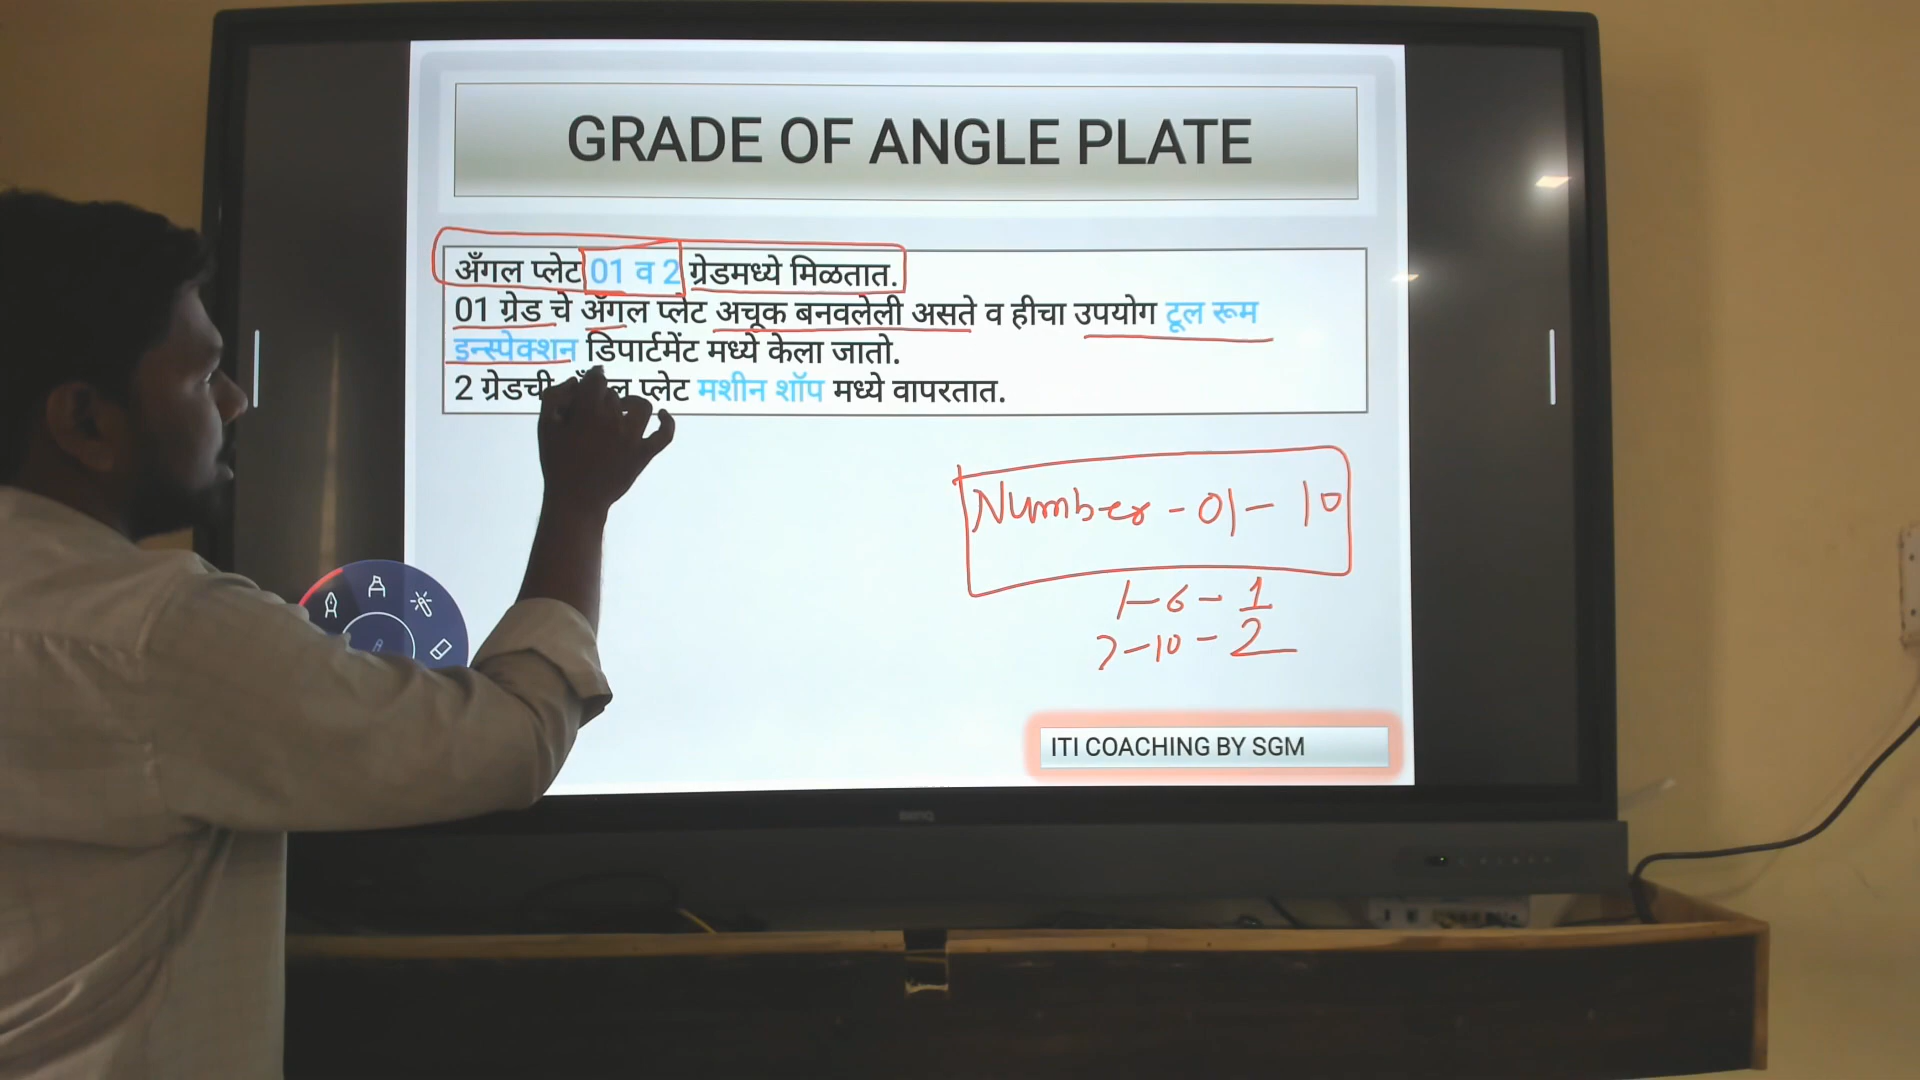 GRADE OF ANGLE PLATE
अँगल प्लेट 01 व 2 ग्रेडमध्ये मिळतात.
01 ग्रेड चे अँगल प्लेट अचूक बनवलेली असते व हीचा उपयोग टूल रूम
इन्स्पेक्शन डिपार्टमेंट मध्ये केला जातो.
2 ग्रेडची प्लेट मशीन शॉप मध्ये वापरतात.
Number - 01 - 10
1-6 - 1
7-10 - 2
ITI COACHING BY SGM
BenQ